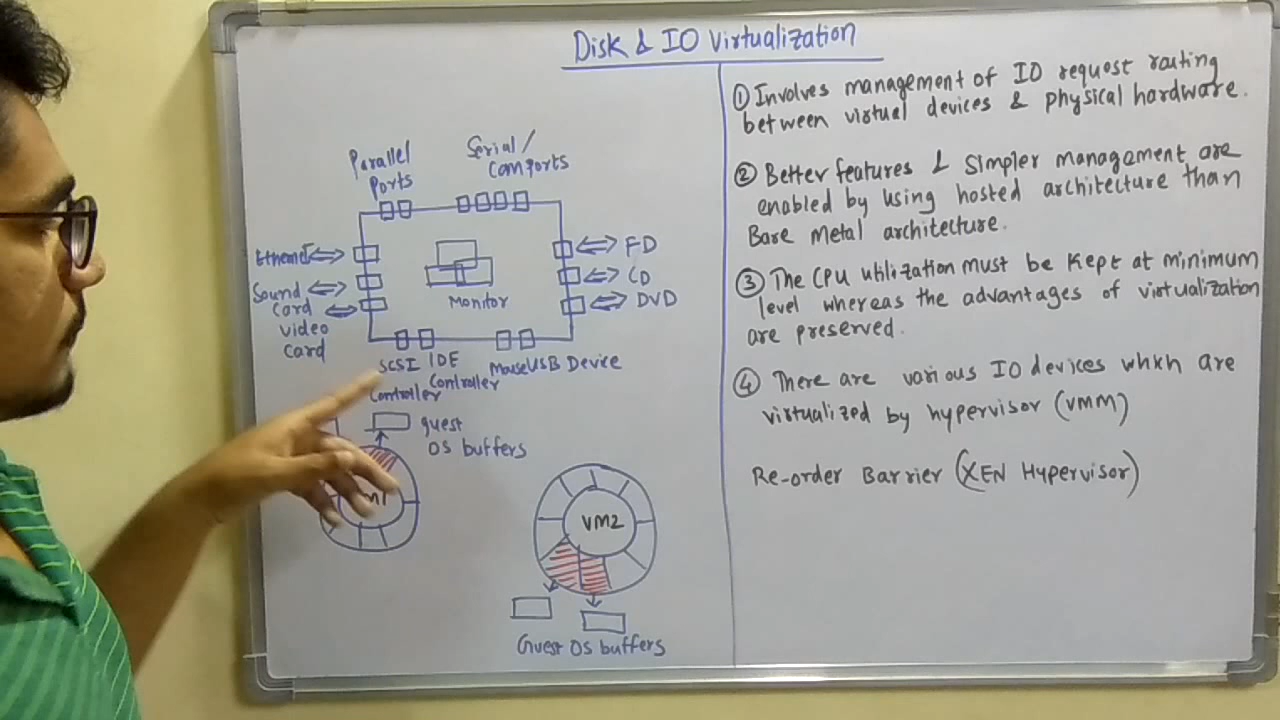 Disk & IO Virtualization
Parallel
Ports
Serial/
Comports
Ethernet
Sound
Card
video
card
Monitor
FD
CD
DVD
SCSI
Controller
IDE
Controller
Mouse
USB Device
guest
OS buffers
VM1
VM2
Guest OS buffers
① Involves management of IO request routing
between virtual devices & physical hardware.
② Better features & simpler management are
enabled by using hosted architecture than
Bare metal architecture.
③ The CPU utilization must be kept at minimum
level whereas the advantages of virtualization
are preserved.
④ There are various IO devices which are
virtualized by hypervisor (VMM)
Re-order Barrier (XEN Hypervisor)